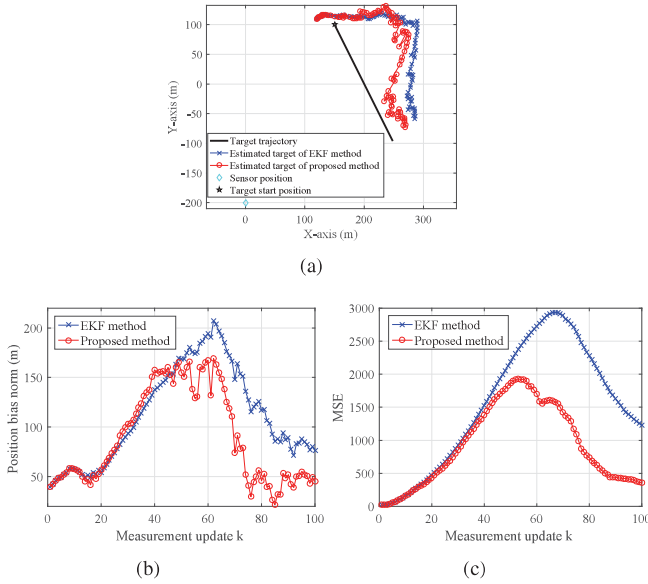 100
50
0
-50
-100
-150
-200
Y-axis (m)
Target trajectory
Estimated target of EKF method
Estimated target of proposed method
Sensor position
Target start position
0
100
200
300
X-axis (m)
(a)
200
150
100
50
Position bias norm (m)
EKF method
Proposed method
0
20
40
60
80
100
Measurement update k
(b)
3000
2500
2000
1500
1000
500
0
MSE
EKF method
Proposed method
0
20
40
60
80
100
Measurement update k
(c)